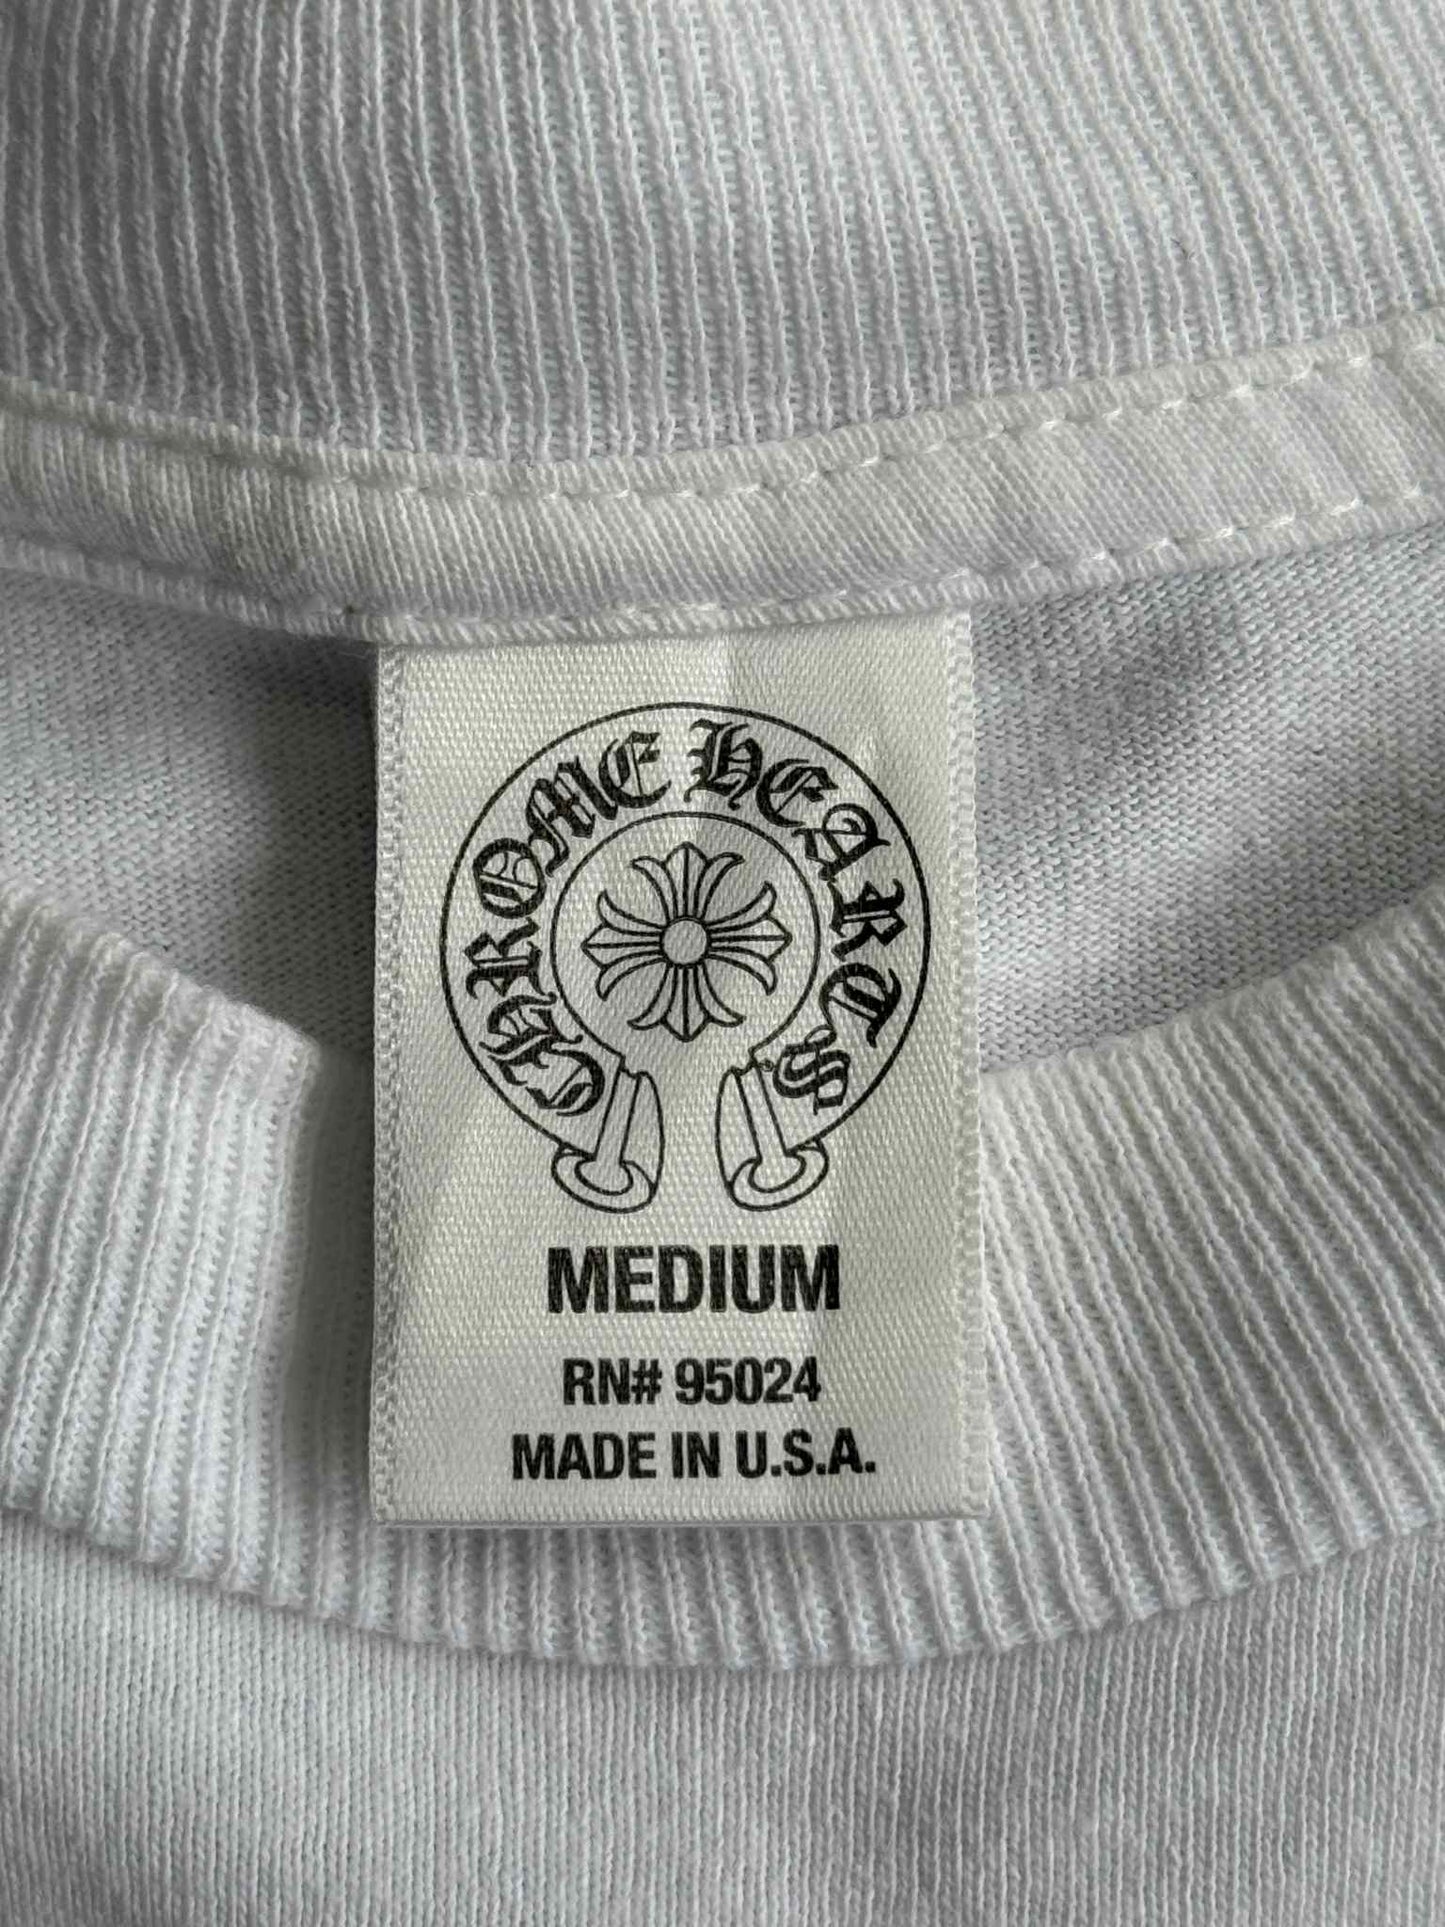 CHROME HEARTS
MEDIUM
RN# 95024
MADE IN U.S.A.